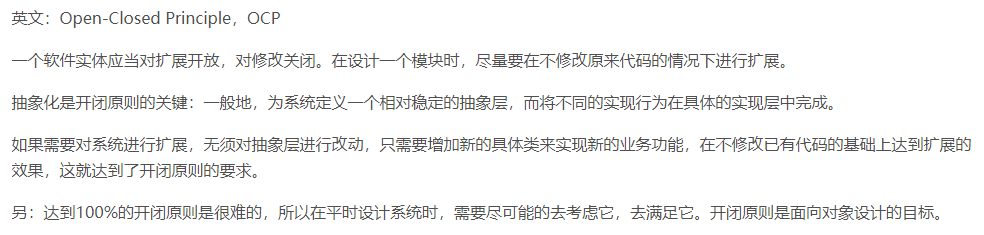 英文：Open-Closed Principle，OCP
一个软件实体应当对扩展开放，对修改关闭。在设计一个模块时，尽量要在不修改原来代码的情况下进行扩展。
抽象化是开闭原则的关键：一般地，为系统定义一个相对稳定的抽象层，而将不同的实现行为在具体的实现层中完成。
如果需要对系统进行扩展，无须对抽象层进行改动，只需要增加新的具体类来实现新的业务功能，在不修改已有代码的基础上达到扩展的
效果，这就达到了开闭原则的要求。
另：达到100%的开闭原则是很难的，所以在平时设计系统时，需要尽可能的去考虑它，去满足它。开闭原则是面向对象设计的目标。